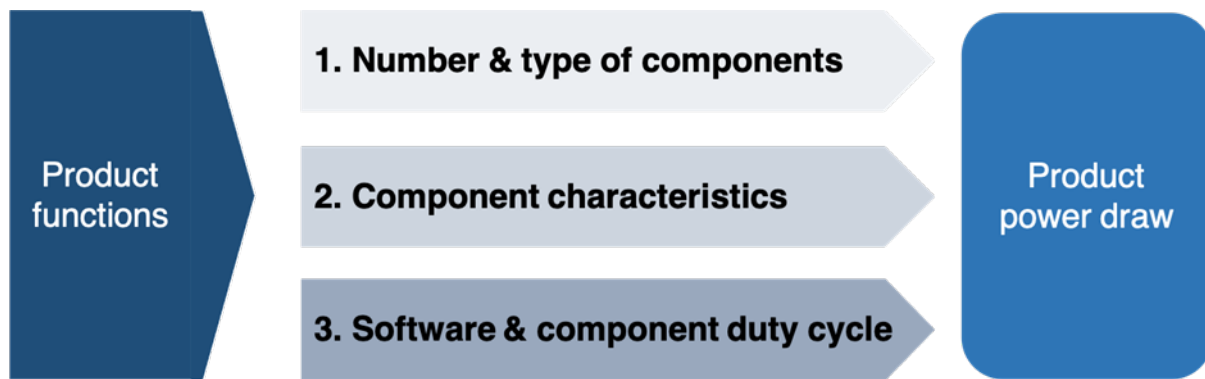 Product
functions
1. Number & type of components
2. Component characteristics
3. Software & component duty cycle
Product
power draw